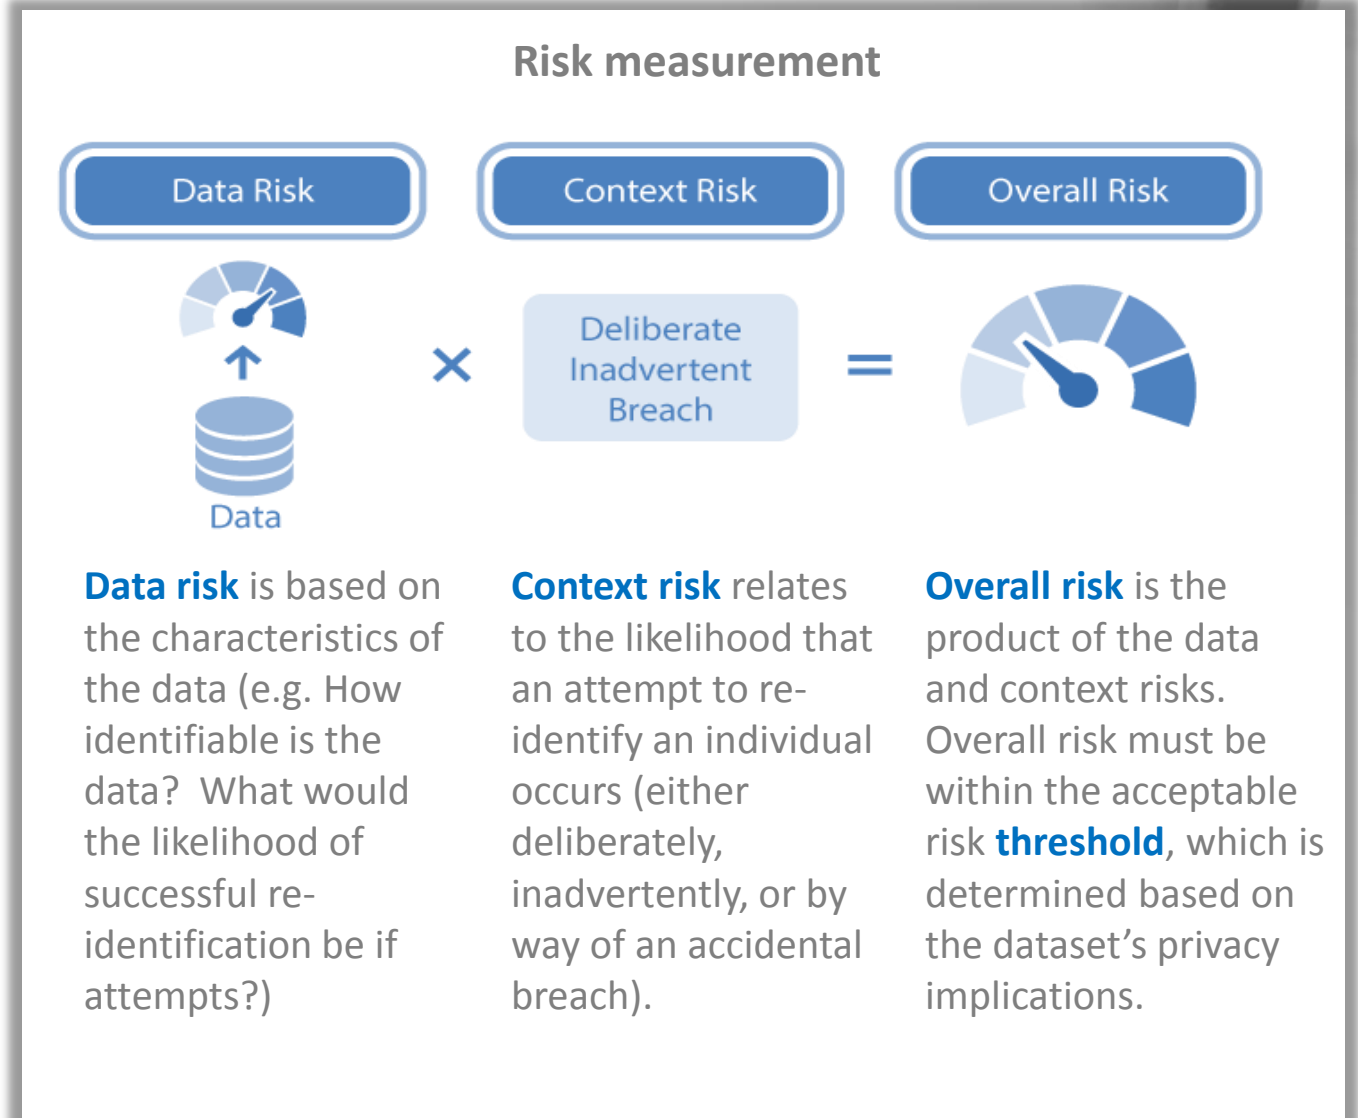 Risk measurement
Data Risk
Context Risk
Overall Risk
Deliberate
Inadvertent
Breach
×
=
Data
Data risk is based on
the characteristics of
the data (e.g. How
identifiable is the
data?  What would
the likelihood of
successful re-
identification be if
attempts?)
Context risk relates
to the likelihood that
an attempt to re-
identify an individual
occurs (either
deliberately,
inadvertently, or by
way of an accidental
breach).
Overall risk is the
product of the data
and context risks.
Overall risk must be
within the acceptable
risk threshold, which is
determined based on
the dataset’s privacy
implications.